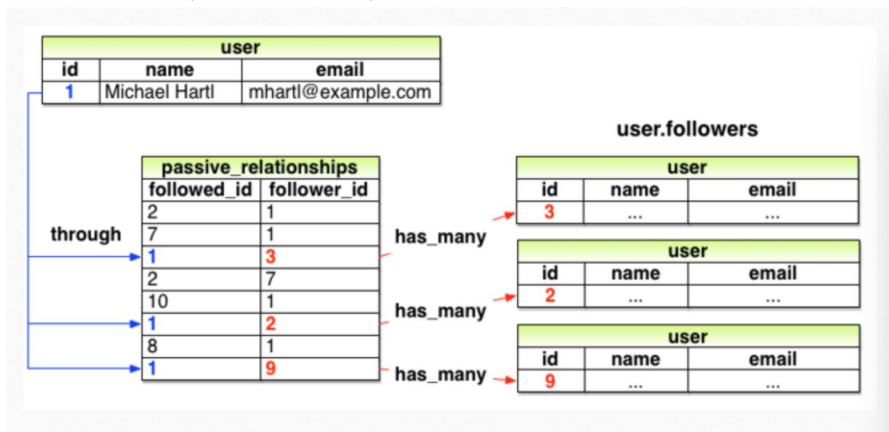 user
id name email
1 Michael Hartl mhartl@example.com
user.followers
passive_relationships
followed_id follower_id
2 1
7 1
1 3
2 7
10 1
1 2
8 1
1 9
through
has_many
has_many
has_many
user
id name email
3 ... ...
user
id name email
2 ... ...
user
id name email
9 ... ...